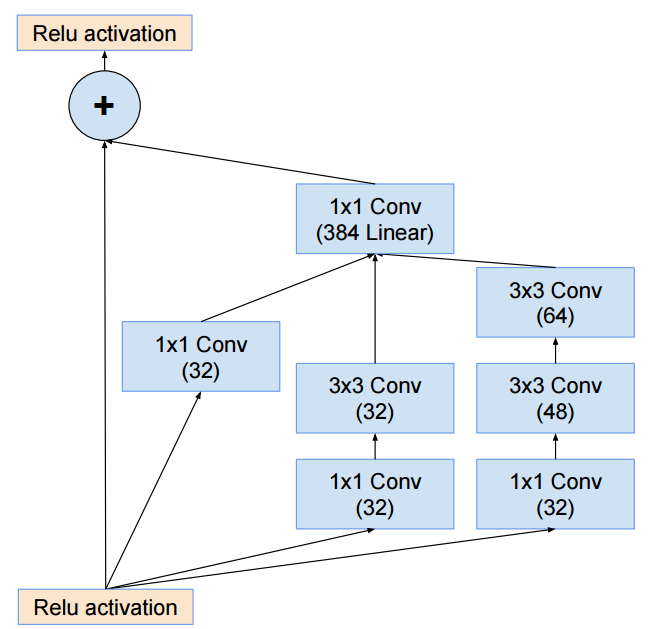 Relu activation
+
1x1 Conv
(384 Linear)
3x3 Conv
(64)
1x1 Conv
(32)
3x3 Conv
(32)
3x3 Conv
(48)
1x1 Conv
(32)
1x1 Conv
(32)
Relu activation